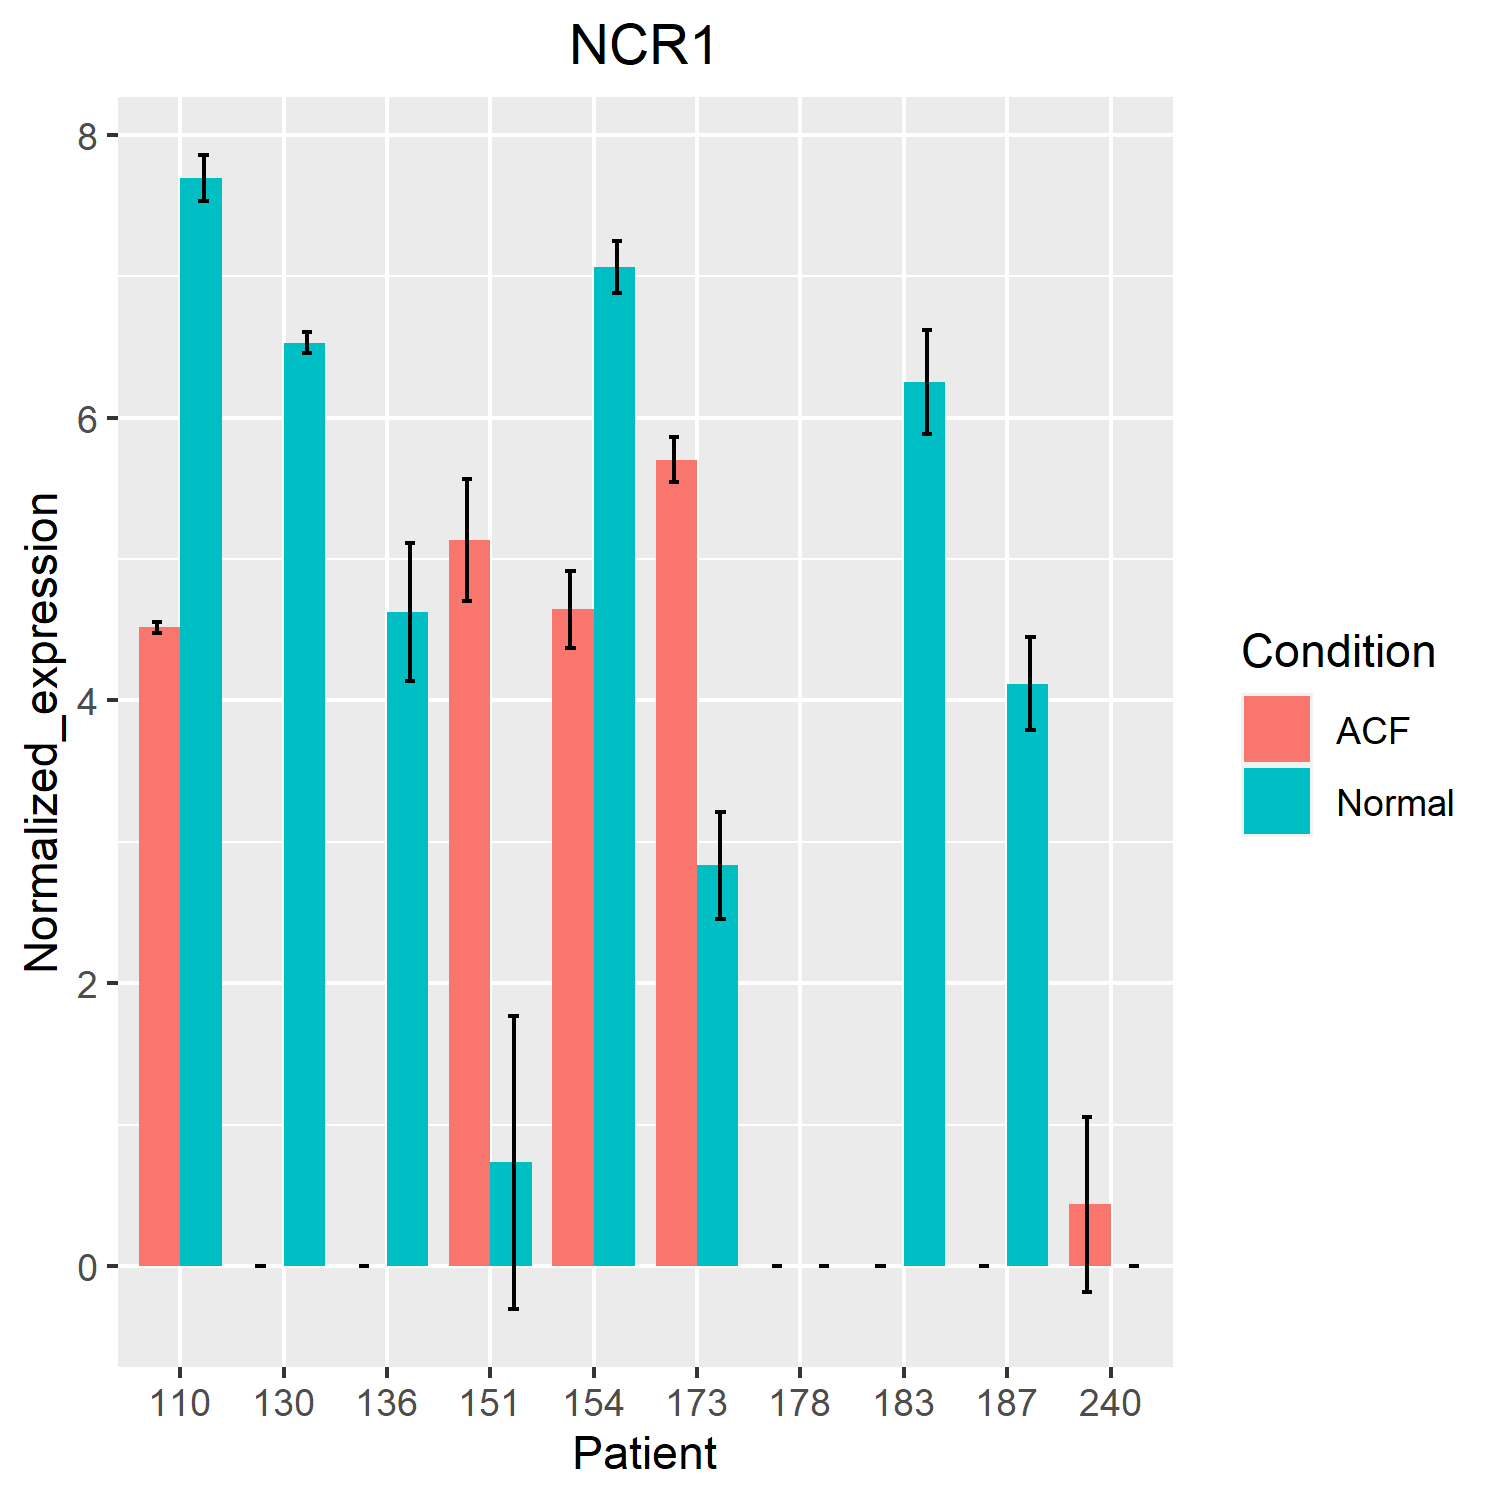 NCR1
8
6
4
2
0
Normalized_expression
110 130 136 151 154 173 178 183 187 240
Patient
Condition
ACF
Normal